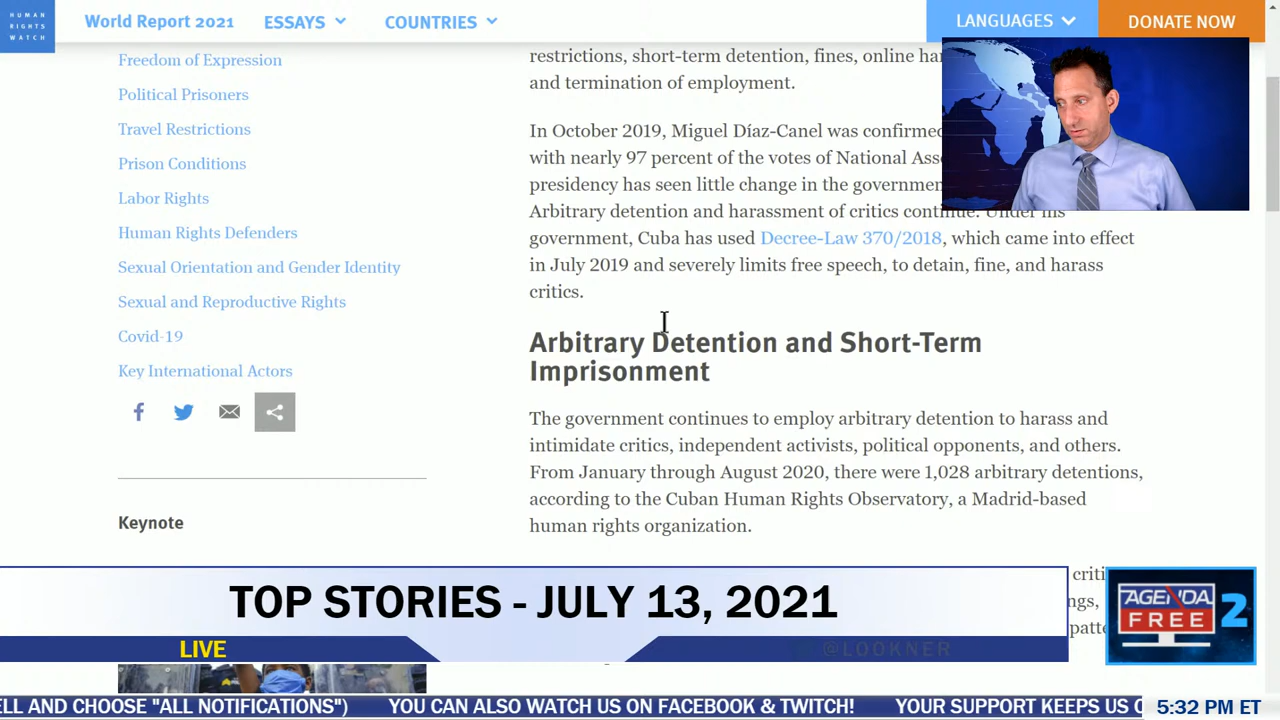 HUMAN
RIGHTS
WATCH
World Report 2021 ESSAYS COUNTRIES LANGUAGES DONATE NOW
Freedom of Expression
Political Prisoners
Travel Restrictions
Prison Conditions
Labor Rights
Human Rights Defenders
Sexual Orientation and Gender Identity
Sexual and Reproductive Rights
Covid-19
Key International Actors
Keynote
restrictions, short-term detention, fines, online
and termination of employment.
In October 2019, Miguel Díaz-Canel was confirmed
with nearly 97 percent of the votes of National
presidency has seen little change in the
Arbitrary detention and harassment of critics continue. Under his
government, Cuba has used Decree-Law 370/2018, which came into effect
in July 2019 and severely limits free speech, to detain, fine, and harass
critics.
Arbitrary Detention and Short-Term
Imprisonment
The government continues to employ arbitrary detention to harass and
intimidate critics, independent activists, political opponents, and others.
From January through August 2020, there were 1,028 arbitrary detentions,
according to the Cuban Human Rights Observatory, a Madrid-based
human rights organization.
TOP STORIES - JULY 13, 2021
LIVE @LOOKNER
AGENDA
FREE 2
ELL AND CHOOSE "ALL NOTIFICATIONS") YOU CAN ALSO WATCH US ON FACEBOOK & TWITCH! YOUR SUPPORT KEEPS US 5:32 PM ET